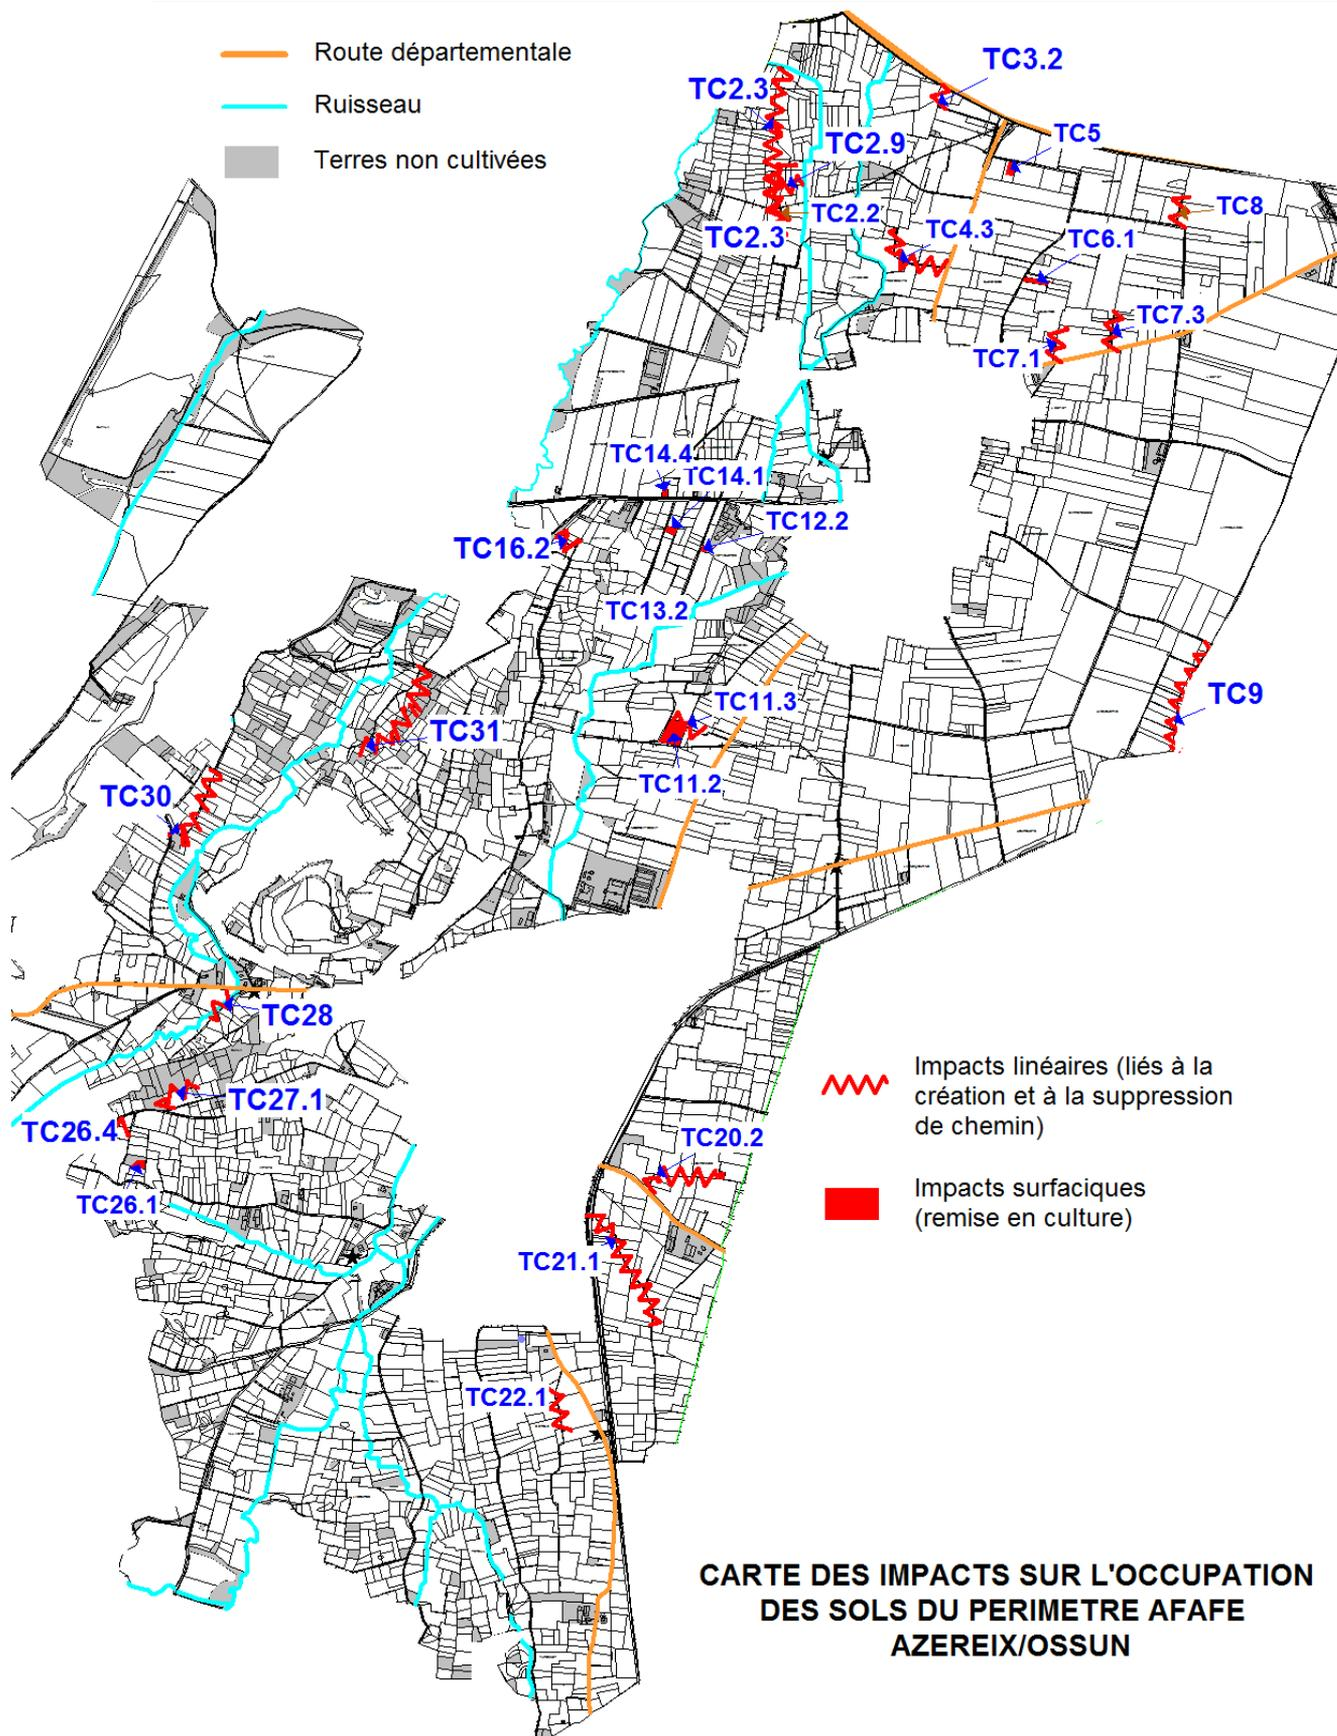 Route départementale
Ruisseau
Terres non cultivées
TC3.2
TC2.3
TC5
TC2.9
TC8
TC2.2
TC4.3
TC2.3
TC6.1
TC7.3
TC7.1
TC14.4
TC14.1
TC12.2
TC16.2
TC13.2
TC9
TC11.3
TC31
TC11.2
TC30
TC28
Impacts linéaires (liés à la
création et à la suppression
de chemin)
TC27.1
TC26.4
TC20.2
TC26.1
Impacts surfaciques
(remise en culture)
TC21.1
TC22.1
CARTE DES IMPACTS SUR L'OCCUPATION
DES SOLS DU PERIMETRE AFAFE
AZEREIX/OSSUN